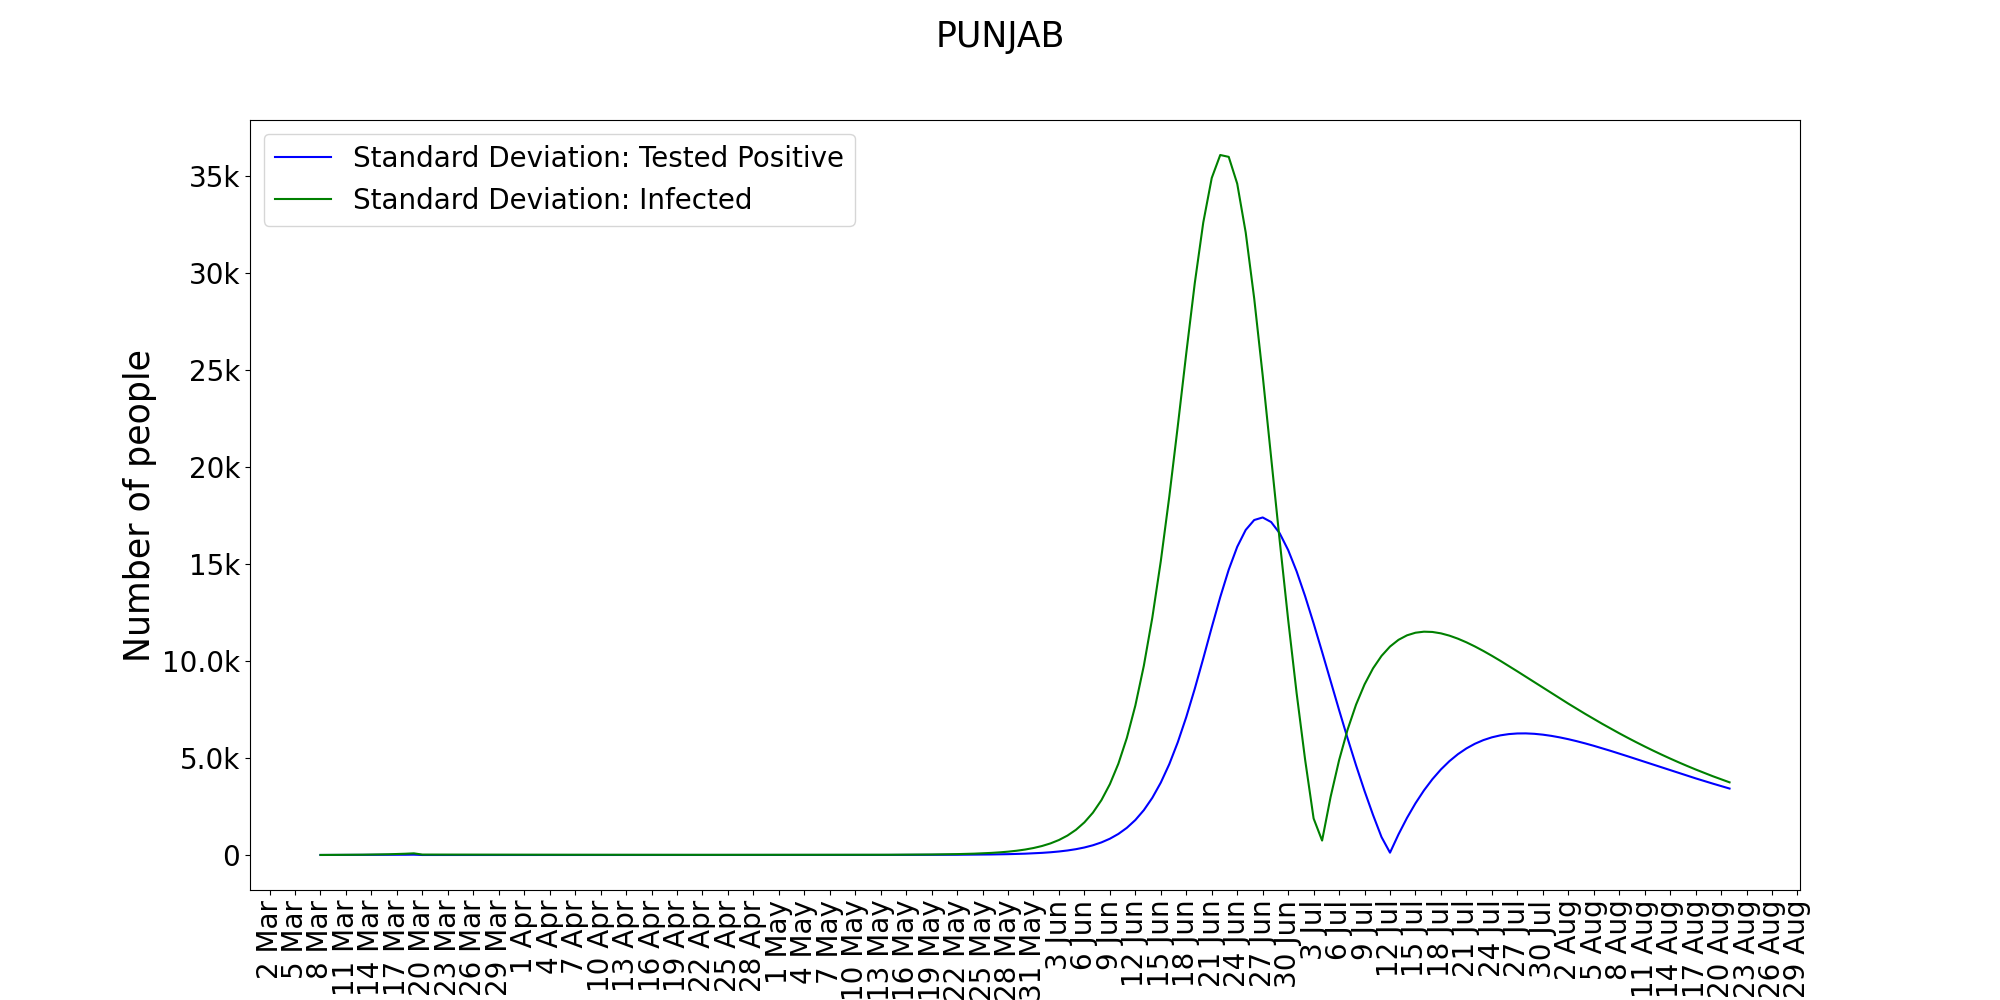 PUNJAB
Standard Deviation: Tested Positive
Standard Deviation: Infected
Number of people
35k
30k
25k
20k
15k
10.0k
5.0k
0
2 Mar
5 Mar
8 Mar
11 Mar
14 Mar
17 Mar
20 Mar
23 Mar
26 Mar
29 Mar
1 Apr
4 Apr
7 Apr
10 Apr
13 Apr
16 Apr
19 Apr
22 Apr
25 Apr
28 Apr
1 May
4 May
7 May
10 May
13 May
16 May
19 May
22 May
25 May
28 May
31 May
3 Jun
6 Jun
9 Jun
12 Jun
15 Jun
18 Jun
21 Jun
24 Jun
27 Jun
30 Jun
3 Jul
6 Jul
9 Jul
12 Jul
15 Jul
18 Jul
21 Jul
24 Jul
27 Jul
30 Jul
2 Aug
5 Aug
8 Aug
11 Aug
14 Aug
17 Aug
20 Aug
23 Aug
26 Aug
29 Aug